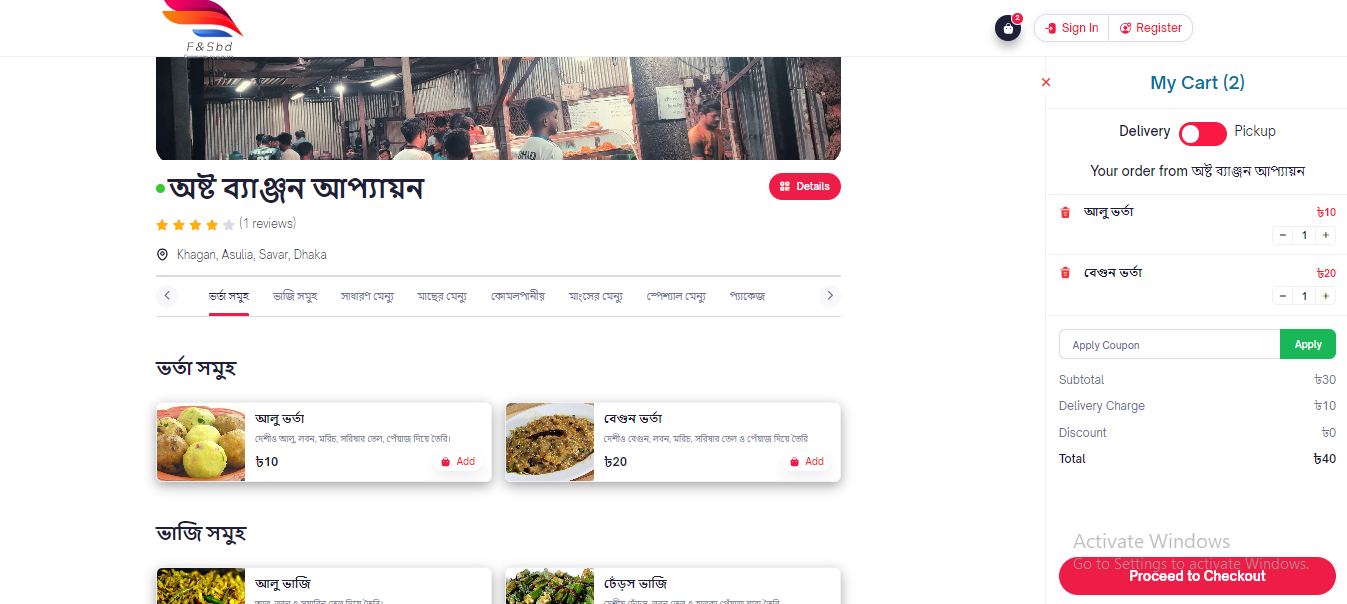 F&Sbd
2
Sign In
Register
অষ্ট ব্যাঞ্জন আপ্যায়ন
Details
(1 reviews)
Khagan, Asulia, Savar, Dhaka
ভর্তা সমুহ ভাজি সমুহ সাধারণ মেন্যু মাছের মেন্যু কোমলপানীয় মাংসের মেন্যু স্পেশ্যাল মেন্যু প্যাকেজ
ভর্তা সমুহ
আলু ভর্তা
দেশীও আলু, লবন, মরিচ, সরিষার তেল, পেঁয়াজ দিয়ে তৈরি।
৳10
Add
বেগুন ভর্তা
দেশীও বেগুন, লবন, মরিচ, সরিষার তেল ও পিঁয়াজ দিয়ে তৈরি
৳20
Add
ভাজি সমুহ
আলু ভাজি
ঢেঁড়স ভাজি
My Cart (2)
Delivery Pickup
Your order from অষ্ট ব্যাঞ্জন আপ্যায়ন
আলু ভর্তা ৳10
− 1 +
বেগুন ভর্তা ৳20
− 1 +
Apply Coupon Apply
Subtotal ৳30
Delivery Charge ৳10
Discount ৳0
Total ৳40
Activate Windows
Go to Settings to activate Windows.
Proceed to Checkout